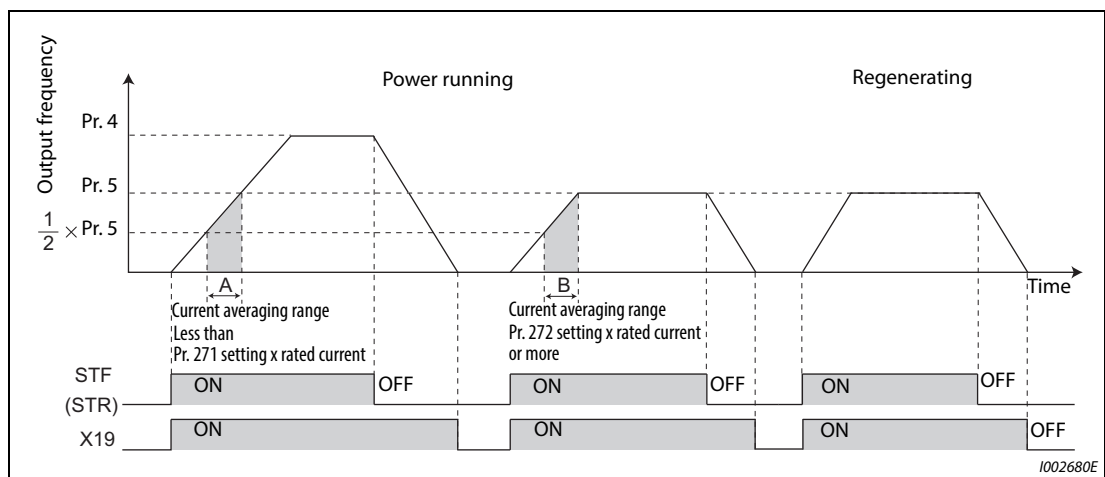 Output frequency
Power running
Regenerating
Pr. 4
Pr. 5
1/2 × Pr. 5
A
B
Time
Current averaging range
Less than
Pr. 271 setting x rated current
Current averaging range
Pr. 272 setting x rated current
or more
STF
(STR)
ON
OFF
ON
OFF
ON
OFF
X19
ON
ON
ON
OFF
I002680E